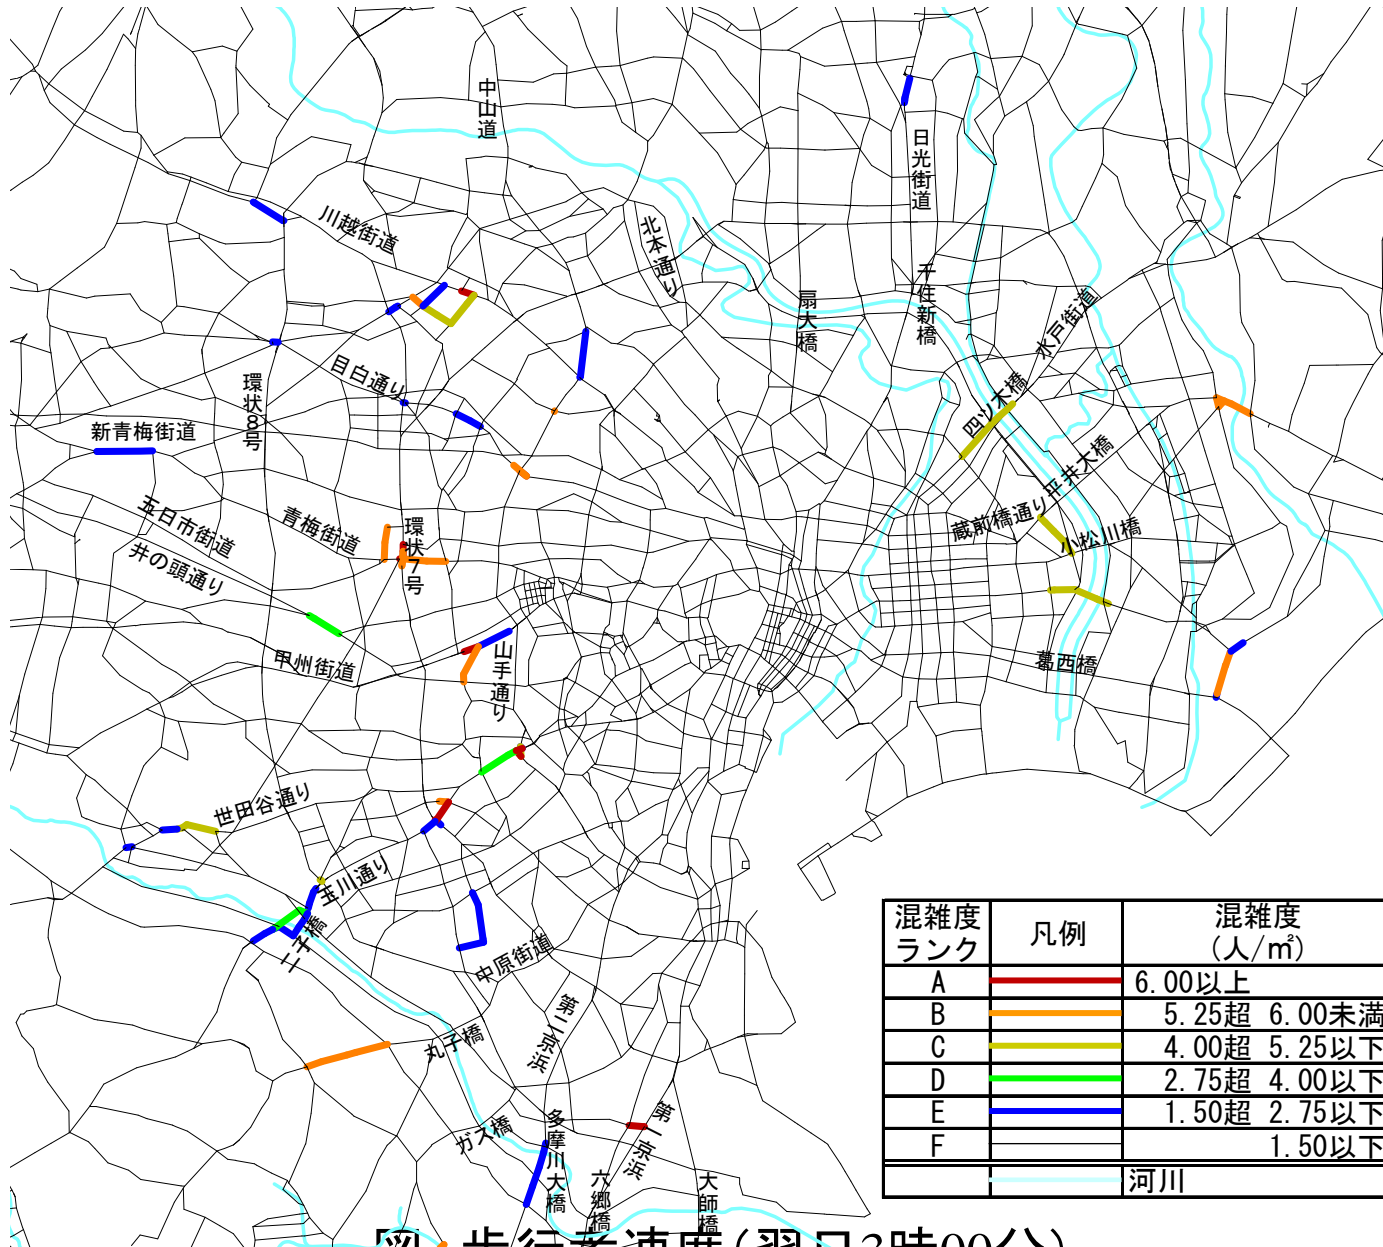 中山道
日光街道
川越街道
北本通り
千住新橋
扇大橋
水戸街道
目白通り
環状8号
四ツ木橋
新青梅街道
平井大橋
五日市街道
青梅街道
環状7号
蔵前橋通り
小松川橋
井の頭通り
甲州街道
山手通り
葛西橋
世田谷通り
玉川通り
二子橋
中原街道
第二京浜
丸子橋
ガス橋
多摩川大橋
第一京浜
六郷橋
大師橋
混雑度ランク 凡例 混雑度(人/㎡)
A 6.00以上
B 5.25超 6.00未満
C 4.00超 5.25以下
D 2.75超 4.00以下
E 1.50超 2.75以下
F 1.50以下
河川